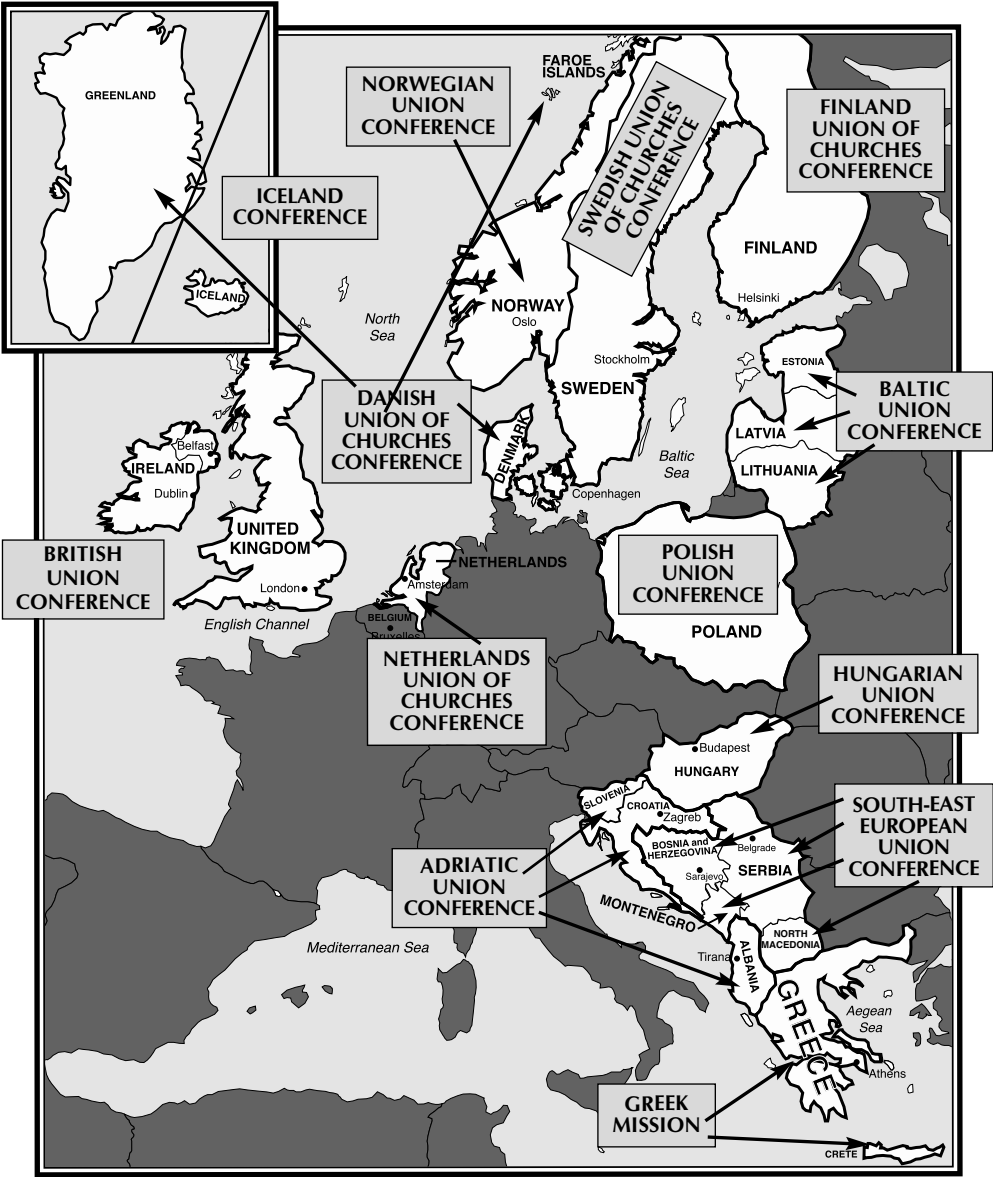 GREENLAND
ICELAND
CONFERENCE
ICELAND
FAROE
ISLANDS
NORWEGIAN
UNION
CONFERENCE
SWEDISH UNION
OF CHURCHES
CONFERENCE
FINLAND
UNION OF
CHURCHES
CONFERENCE
FINLAND
Helsinki
NORWAY
Oslo
North
Sea
Stockholm
SWEDEN
ESTONIA
BALTIC
UNION
CONFERENCE
LATVIA
LITHUANIA
DANISH
UNION OF
CHURCHES
CONFERENCE
DENMARK
Copenhagen
Baltic
Sea
Belfast
IRELAND
Dublin
UNITED
KINGDOM
London
English Channel
BRITISH
UNION
CONFERENCE
NETHERLANDS
Amsterdam
BELGIUM
Bruxelles
NETHERLANDS
UNION OF
CHURCHES
CONFERENCE
POLISH
UNION
CONFERENCE
POLAND
HUNGARIAN
UNION
CONFERENCE
Budapest
HUNGARY
SLOVENIA
CROATIA
Zagreb
BOSNIA and
HERZEGOVINA
Sarajevo
Belgrade
SERBIA
SOUTH-EAST
EUROPEAN
UNION
CONFERENCE
ADRIATIC
UNION
CONFERENCE
MONTENEGRO
NORTH
MACEDONIA
Tirana
ALBANIA
Mediterranean Sea
GREECE
Aegean
Sea
Athens
GREEK
MISSION
CRETE